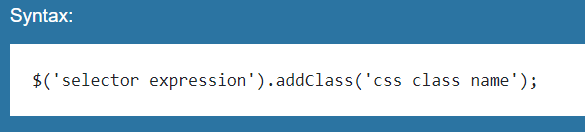 Syntax:
$('selector expression').addClass('css class name');